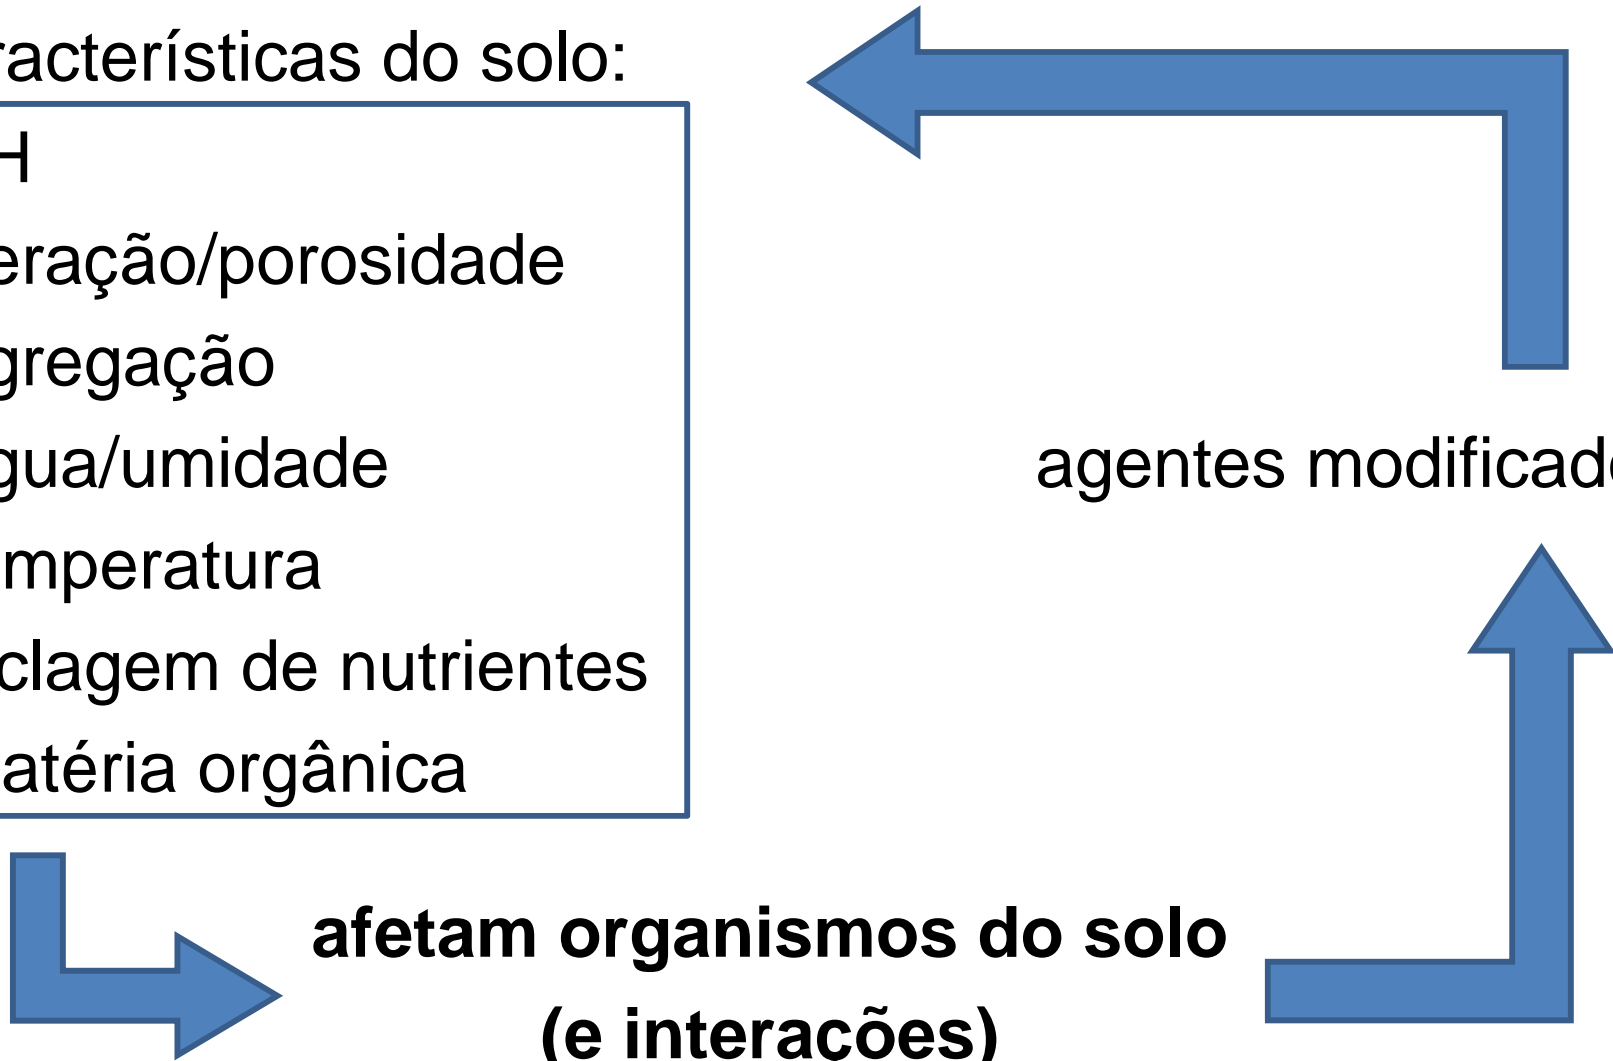 racterísticas do solo:
H
eração/porosidade
gregação
gua/umidade
mperatura
clagem de nutrientes
atéria orgânica
agentes modificado
afetam organismos do solo
(e interações)